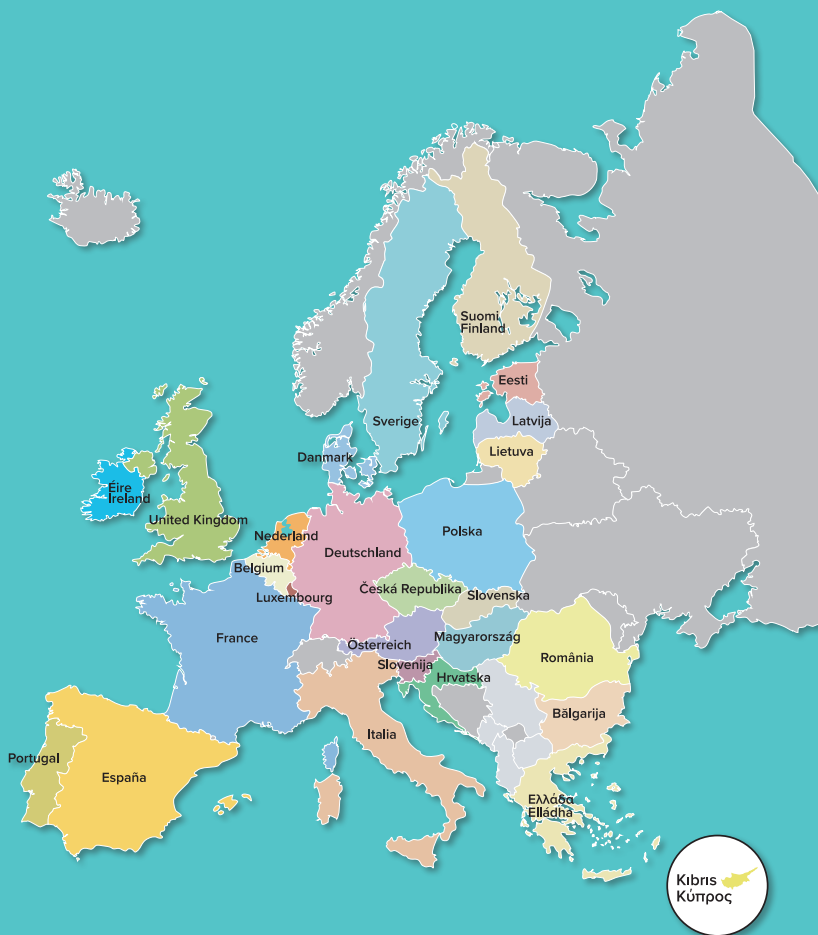 Suomi
Finland
Eesti
Sverige
Latvija
Lietuva
Danmark
Éire
Ireland
United Kingdom
Nederland
Polska
Deutschland
Belgium
Česká Republika
Luxembourg
Slovenska
France
Magyarország
Österreich
România
Slovenija
Hrvatska
Bälgarija
Italia
Portugal
España
Ελλάδα
Elládha
Kıbrıs
Κύπρος